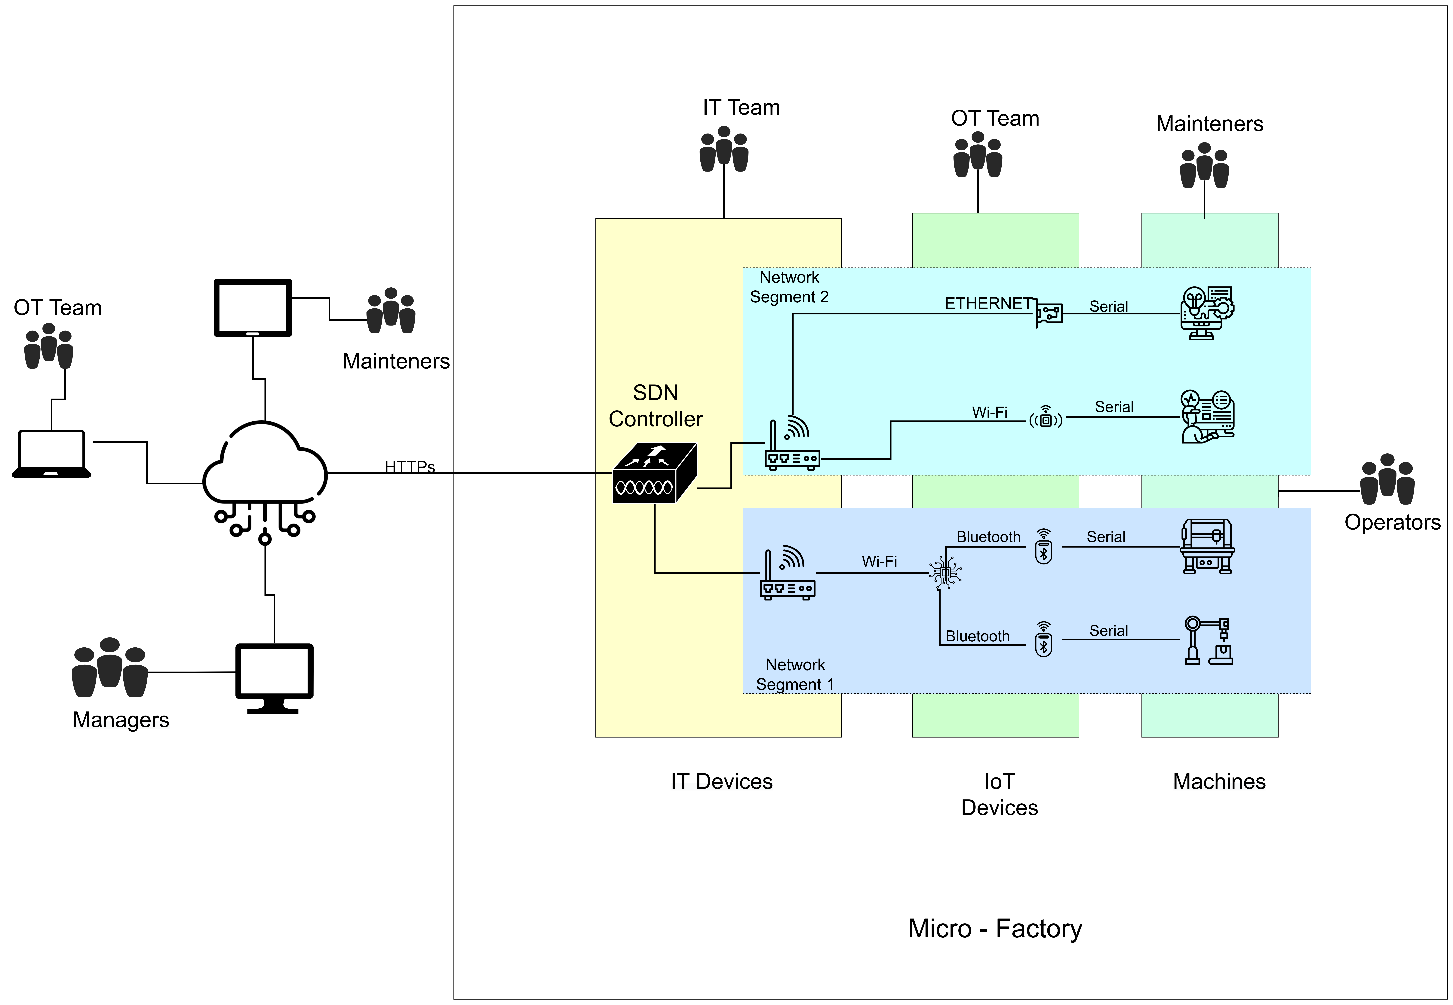 IT Team
OT Team
Mainteners
Network
Segment 2
ETHERNET
Serial
OT Team
Mainteners
SDN
Controller
Wi-Fi
Serial
HTTPs
Operators
Bluetooth
Serial
Wi-Fi
Bluetooth
Serial
Network
Segment 1
Managers
IT Devices
IoT
Devices
Machines
Micro - Factory